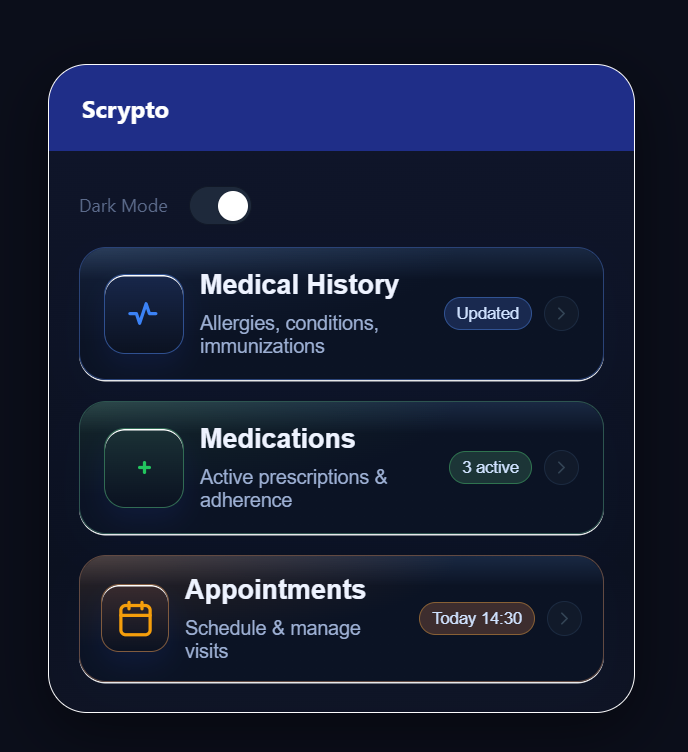 Scrypto
Dark Mode
Medical History
Allergies, conditions,
immunizations
Updated
Medications
Active prescriptions &
adherence
3 active
Appointments
Schedule & manage
visits
Today 14:30